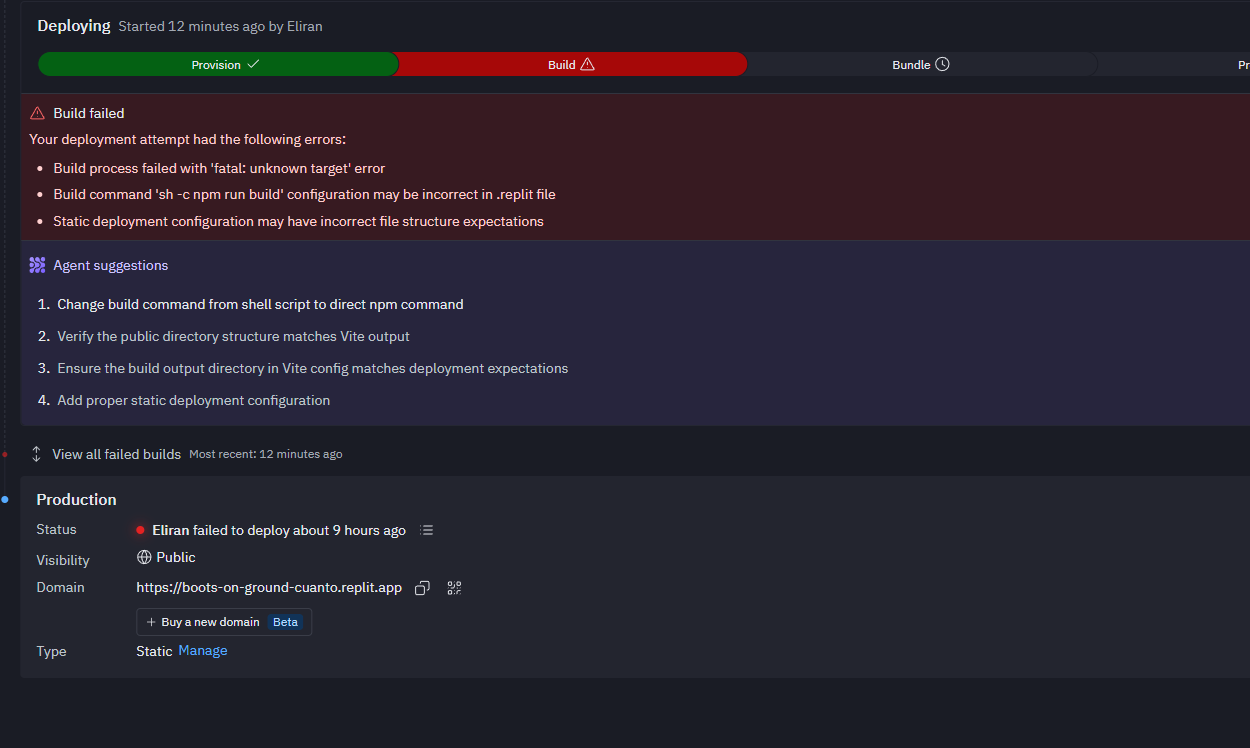 Deploying Started 12 minutes ago by Eliran
Provision
Build
Bundle
Pr
Build failed
Your deployment attempt had the following errors:
• Build process failed with 'fatal: unknown target' error
• Build command 'sh -c npm run build' configuration may be incorrect in .replit file
• Static deployment configuration may have incorrect file structure expectations
Agent suggestions
1. Change build command from shell script to direct npm command
2. Verify the public directory structure matches Vite output
3. Ensure the build output directory in Vite config matches deployment expectations
4. Add proper static deployment configuration
View all failed builds Most recent: 12 minutes ago
Production
Status Eliran failed to deploy about 9 hours ago
Visibility Public
Domain https://boots-on-ground-cuanto.replit.app
+ Buy a new domain Beta
Type Static Manage